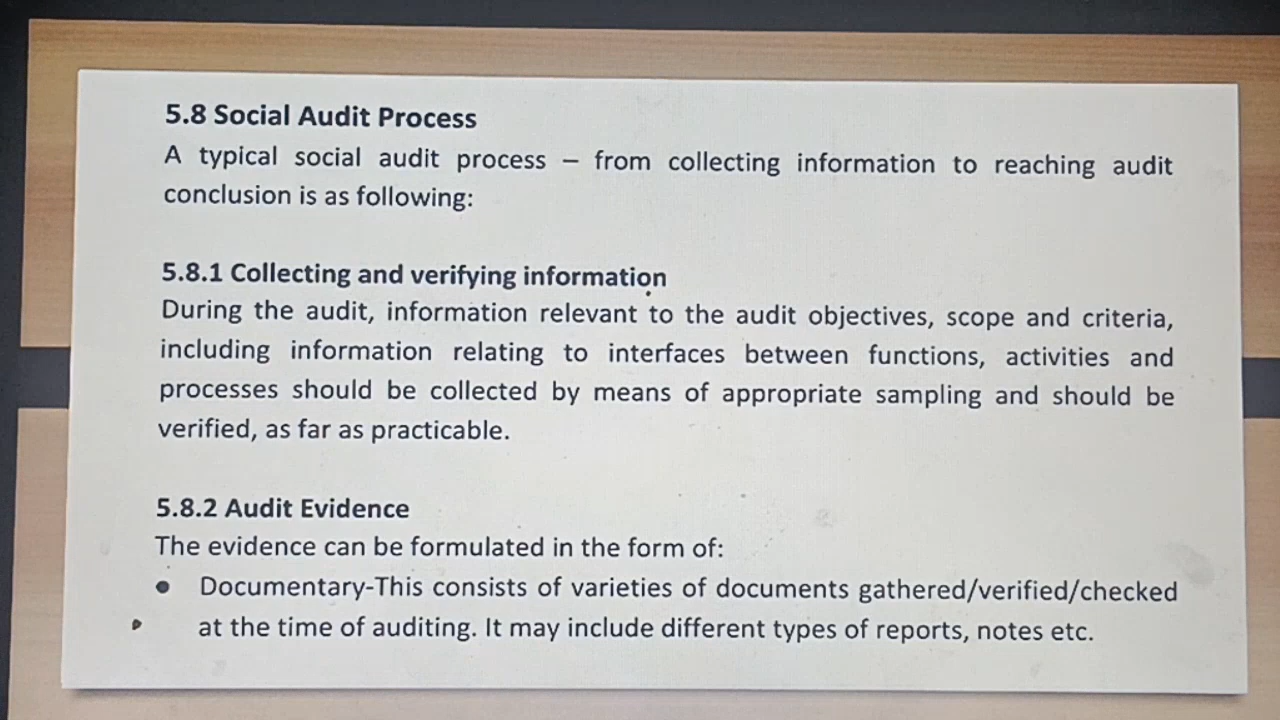 5.8 Social Audit Process
A typical social audit process – from collecting information to reaching audit
conclusion is as following:
5.8.1 Collecting and verifying information
During the audit, information relevant to the audit objectives, scope and criteria,
including information relating to interfaces between functions, activities and
processes should be collected by means of appropriate sampling and should be
verified, as far as practicable.
5.8.2 Audit Evidence
The evidence can be formulated in the form of:
• Documentary-This consists of varieties of documents gathered/verified/checked
at the time of auditing. It may include different types of reports, notes etc.